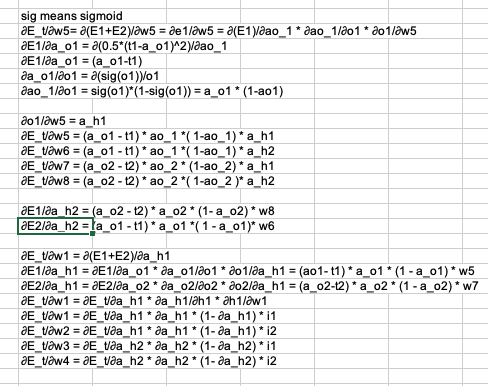 sig means sigmoid
∂E_t/∂w5= ∂(E1+E2)/∂w5 = ∂e1/∂w5 = ∂(E1)/∂ao_1 * ∂ao_1/∂o1 * ∂o1/∂w5
∂E1/∂a_o1 = ∂(0.5*(t1-a_o1)^2)/∂ao_1
∂E1/∂a_o1 = (a_o1-t1)
∂a_o1/∂o1 = ∂(sig(o1))/o1
∂ao_1/∂o1 = sig(o1)*(1-sig(o1)) = a_o1 * (1-ao1)
∂o1/∂w5 = a_h1
∂E_t/∂w5 = (a_o1 - t1) * ao_1 *( 1-ao_1) * a_h1
∂E_t/∂w6 = (a_o1 - t1) * ao_1 *( 1-ao_1) * a_h2
∂E_t/∂w7 = (a_o2 - t2) * ao_2 * (1-ao_2) * a_h1
∂E_t/∂w8 = (a_o2 - t2) * ao_2 *( 1-ao_2 )* a_h2
∂E1/∂a_h2 = (a_o2 - t2) * a_o2 * (1- a_o2) * w8
∂E2/∂a_h2 = (a_o1 - t1) * a_o1 *( 1 - a_o1)* w6
∂E_t/∂w1 = ∂(E1+E2)/∂a_h1
∂E1/∂a_h1 = ∂E1/∂a_o1 * ∂a_o1/∂o1 * ∂o1/∂a_h1 = (ao1- t1) * a_o1 * (1 - a_o1) * w5
∂E2/∂a_h1 = ∂E2/∂a_o2 * ∂a_o2/∂o2 * ∂o2/∂a_h1 = (a_o2-t2) * a_o2 * (1 - a_o2) * w7
∂E_t/∂w1 = ∂E_t/∂a_h1 * ∂a_h1/∂h1 * ∂h1/∂w1
∂E_t/∂w1 = ∂E_t/∂a_h1 * ∂a_h1 * (1- ∂a_h1) * i1
∂E_t/∂w2 = ∂E_t/∂a_h1 * ∂a_h1 * (1- ∂a_h1) * i2
∂E_t/∂w3 = ∂E_t/∂a_h2 * ∂a_h2 * (1- ∂a_h2) * i1
∂E_t/∂w4 = ∂E_t/∂a_h2 * ∂a_h2 * (1- ∂a_h2) * i2